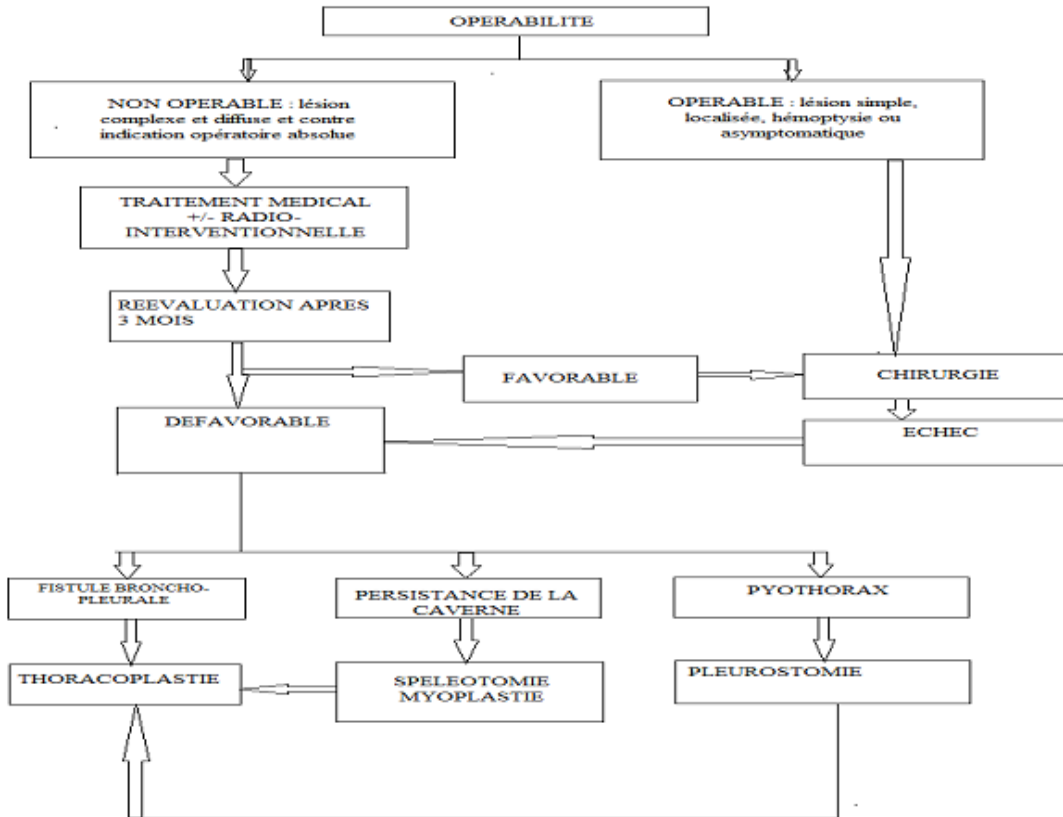 OPERABILITE
NON OPERABLE : lésion
complexe et diffuse et contre
indication opératoire absolue
OPERABLE : lésion simple,
localisée, hémoptysie ou
asymptomatique
TRAITEMENT MEDICAL
+/- RADIO-
INTERVENTIONNELLE
REEVALUATION APRES
3 MOIS
FAVORABLE
CHIRURGIE
DEFAVORABLE
ECHEC
FISTULE BRONCHO-
PLEURALE
PERSISTANCE DE LA
CAVERNE
PYOTHORAX
THORACOPLASTIE
SPELEOTOMIE
MYOPLASTIE
PLEUROSTOMIE